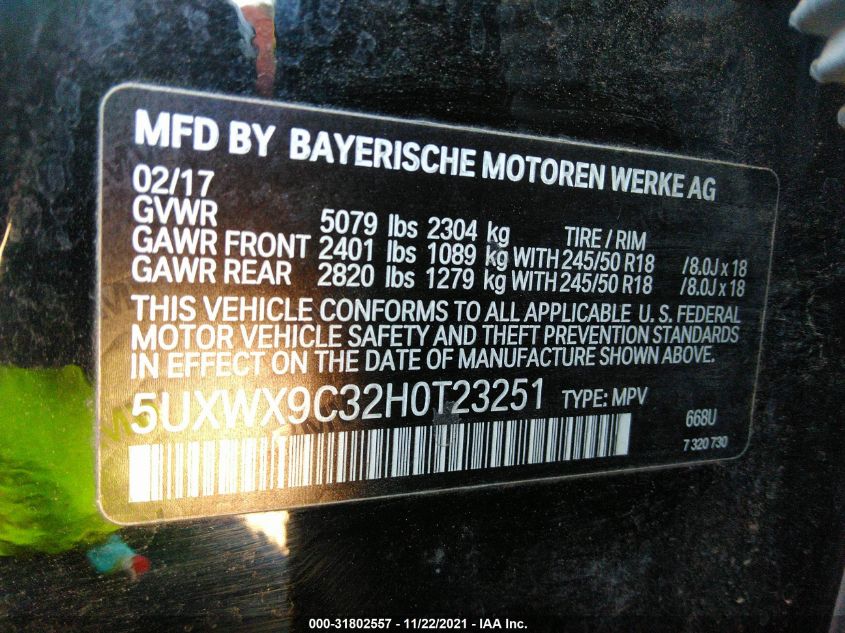 MFD BY BAYERISCHE MOTOREN WERKE AG
02/17
GVWR 5079 lbs 2304 kg TIRE / RIM
GAWR FRONT 2401 lbs 1089 kg WITH 245/50 R18 /8.0J x 18
GAWR REAR 2820 lbs 1279 kg WITH 245/50 R18 /8.0J x 18
THIS VEHICLE CONFORMS TO ALL APPLICABLE U. S. FEDERAL
MOTOR VEHICLE SAFETY AND THEFT PREVENTION STANDARDS
IN EFFECT ON THE DATE OF MANUFACTURE SHOWN ABOVE.
5UXWX9C32H0T23251 TYPE: MPV
668U
7 320 730
000-31802557 - 11/22/2021 - IAA Inc.